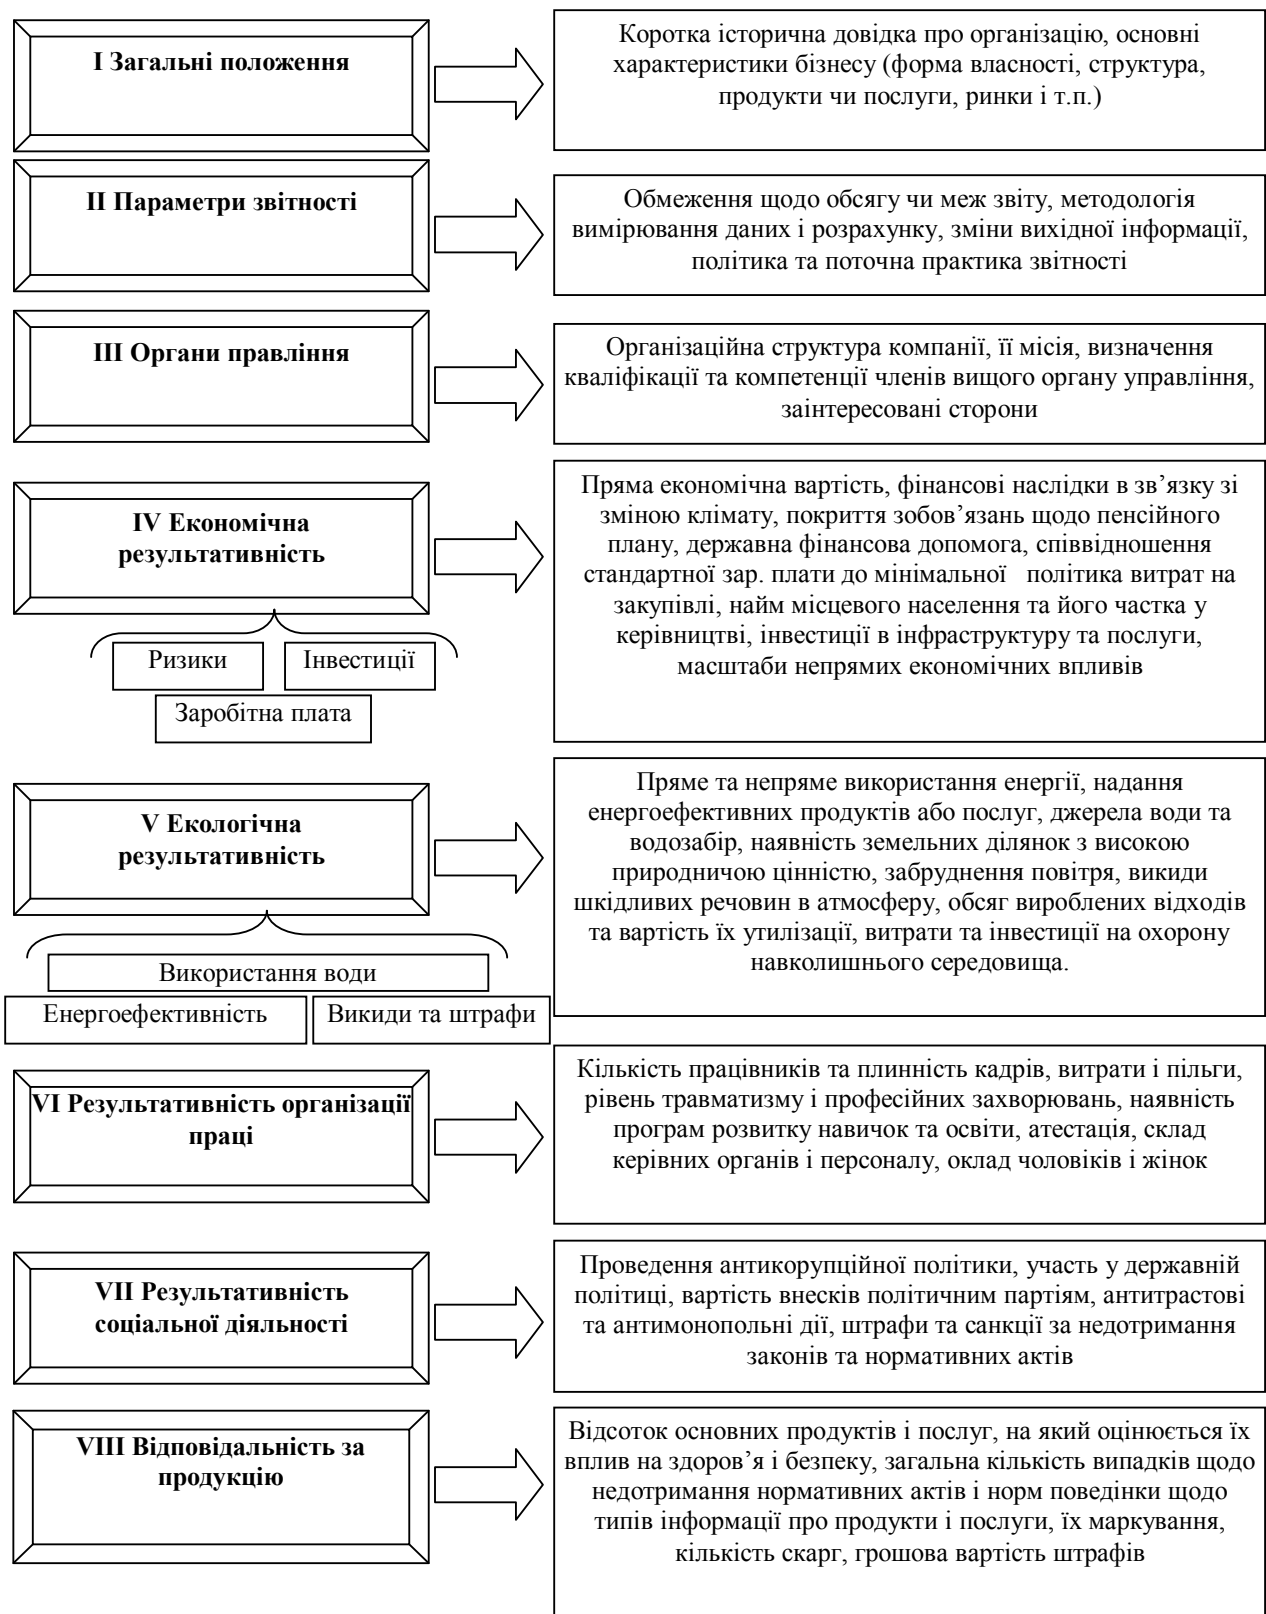 I Загальні положення
Коротка історична довідка про організацію, основні
характеристики бізнесу (форма власності, структура,
продукти чи послуги, ринки і т.п.)
II Параметри звітності
Обмеження щодо обсягу чи меж звіту, методологія
вимірювання даних і розрахунку, зміни вихідної інформації,
політика та поточна практика звітності
III Органи правління
Організаційна структура компанії, її місія, визначення
кваліфікації та компетенції членів вищого органу управління,
заінтересовані сторони
IV Економічна
результативність
Ризики
Інвестиції
Заробітна плата
Пряма економічна вартість, фінансові наслідки в зв’язку зі
зміною клімату, покриття зобов’язань щодо пенсійного
плану, державна фінансова допомога, співвідношення
стандартної зар. плати до мінімальної політика витрат на
закупівлі, найм місцевого населення та його частка у
керівництві, інвестиції в інфраструктуру та послуги,
масштаби непрямих економічних впливів
V Екологічна
результативність
Використання води
Енергоефективність
Викиди та штрафи
Пряме та непряме використання енергії, надання
енергоефективних продуктів або послуг, джерела води та
водозабір, наявність земельних ділянок з високою
природничою цінністю, забруднення повітря, викиди
шкідливих речовин в атмосферу, обсяг вироблених відходів
та вартість їх утилізації, витрати та інвестиції на охорону
навколишнього середовища.
VI Результативність організації
праці
Кількість працівників та плинність кадрів, витрати і пільги,
рівень травматизму і професійних захворювань, наявність
програм розвитку навичок та освіти, атестація, склад
керівних органів і персоналу, оклад чоловіків і жінок
VII Результативність
соціальної діяльності
Проведення антикорупційної політики, участь у державній
політиці, вартість внесків політичним партіям, антитрастові
та антимонопольні дії, штрафи та санкції за недотримання
законів та нормативних актів
VIII Відповідальність за
продукцію
Відсоток основних продуктів і послуг, на який оцінюється їх
вплив на здоров’я і безпеку, загальна кількість випадків щодо
недотримання нормативних актів і норм поведінки щодо
типів інформації про продукти і послуги, їх маркування,
кількість скарг, грошова вартість штрафів